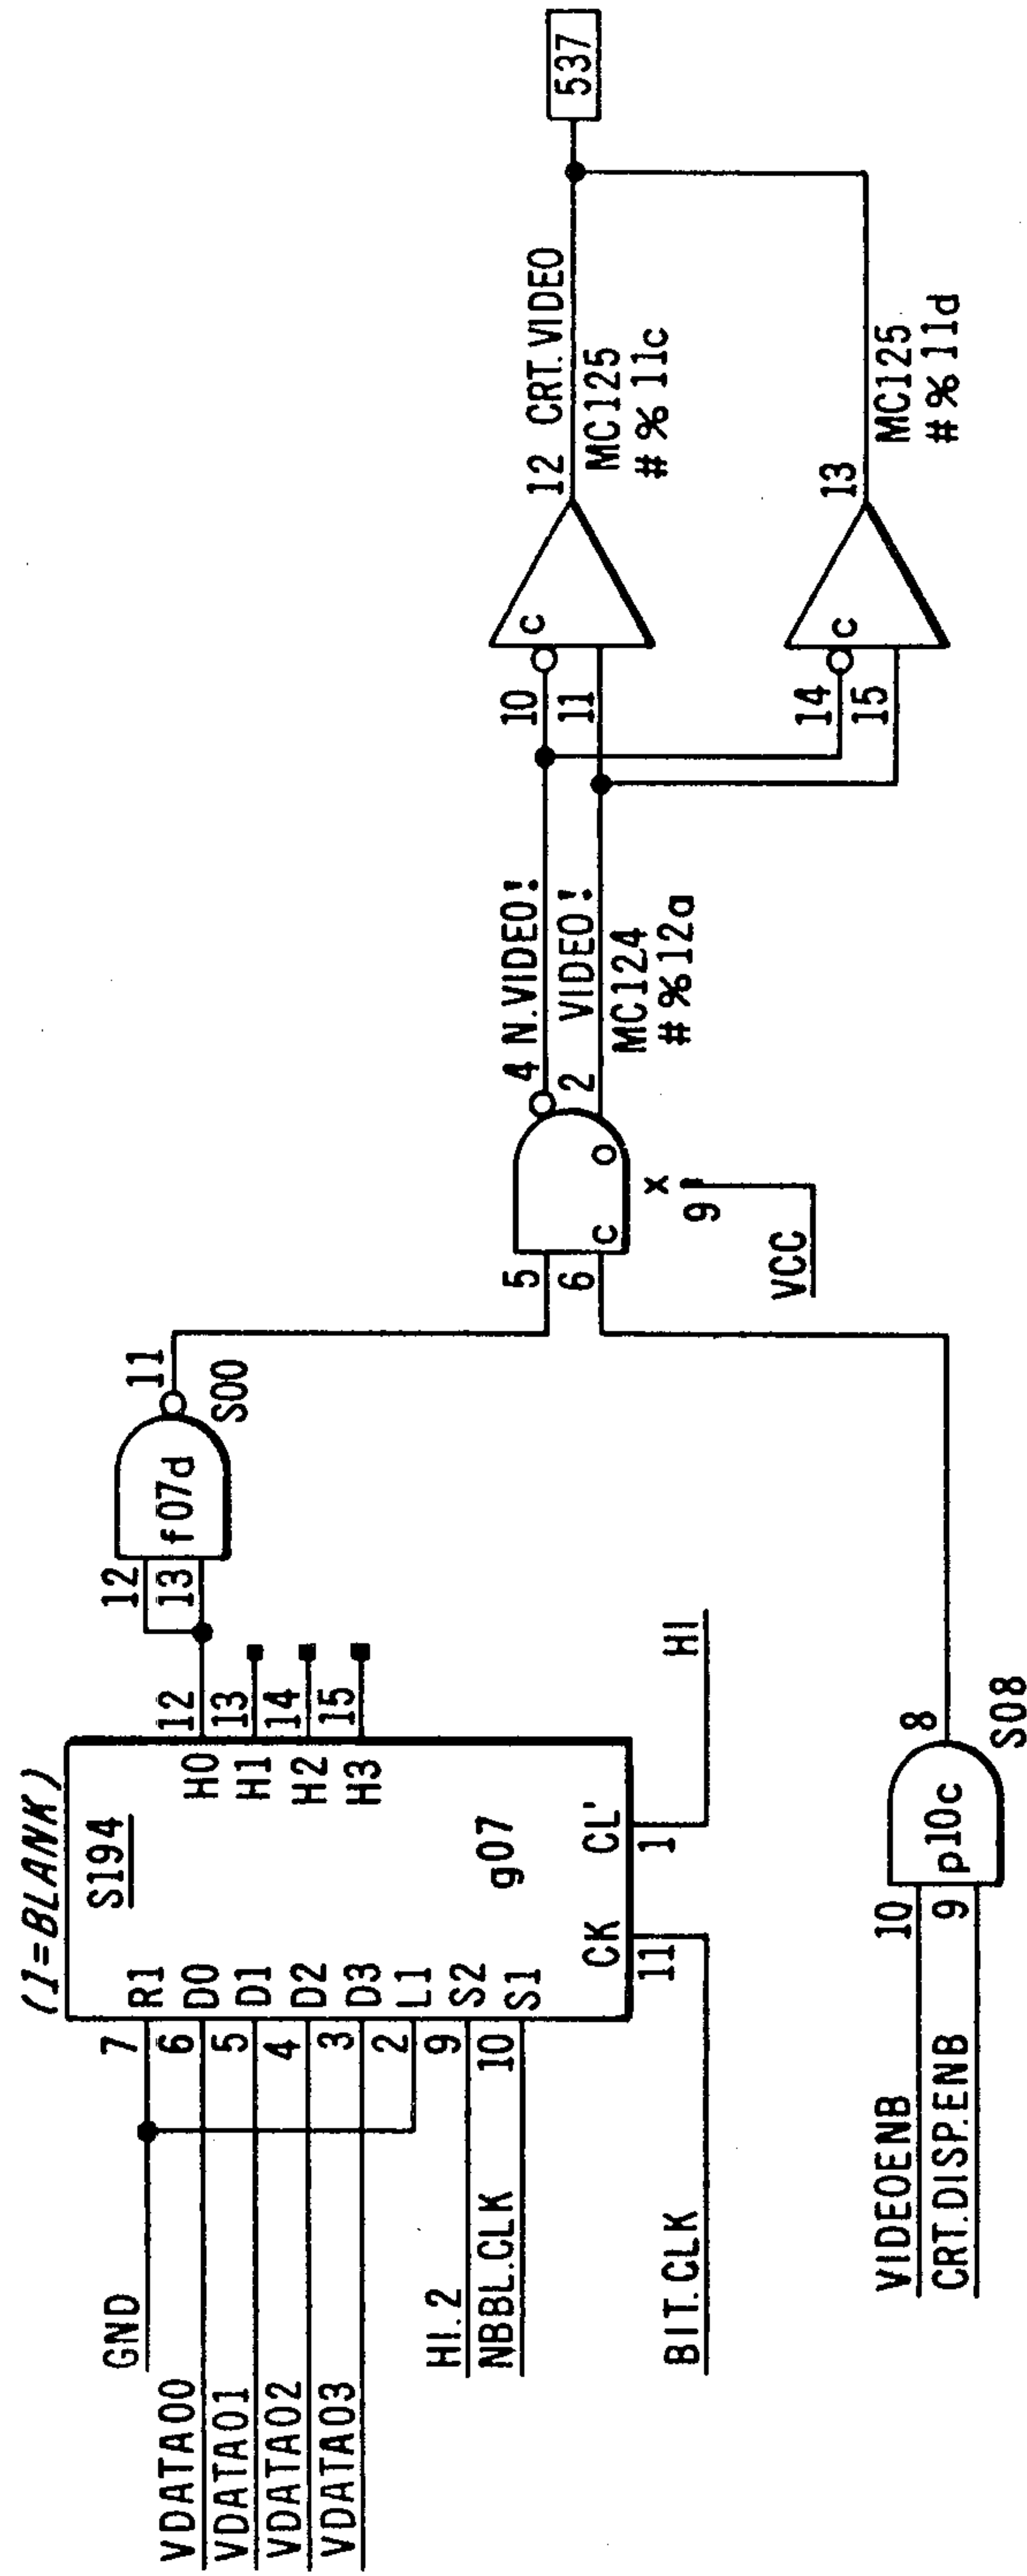 (1=BLANK)
S194
GND
VDATA00
VDATA01
VDATA02
VDATA03
HI.2
NBBL.CLK
BIT.CLK
7
6
5
4
3
2
9
10
R1
D0
D1
D2
D3
L1
S2
S1
H0
H1
H2
H3
g07
CK
CL'
11
1
HI
12
13
14
15
12
13
f07d
11
S00
VIDEOENB
CRT.DISP.ENB
10
9
p10c
8
S08
5
6
C
O
x
9
VCC
4 N.VIDEO!
2 VIDEO!
MC124
#%12a
10
11
C
12 CRT.VIDEO
MC125
#%11c
14
15
C
13
MC125
#%11d
537